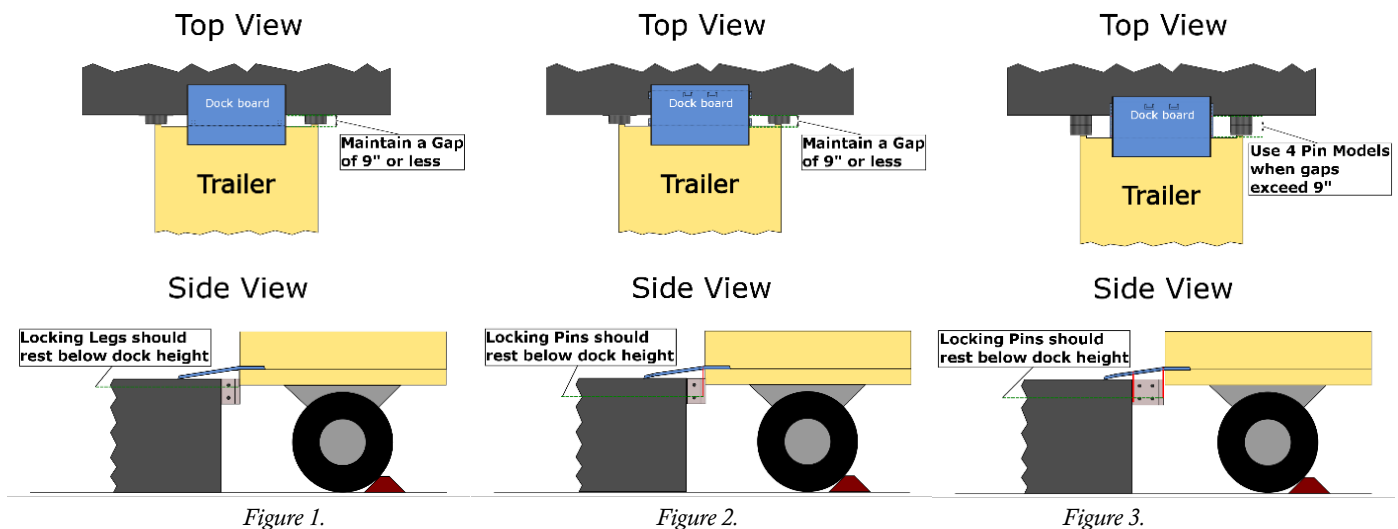 Top View
Dock board
Maintain a Gap
of 9" or less
Trailer
Side View
Locking Legs should
rest below dock height
Figure 1.
Top View
Dock board
Maintain a Gap
of 9" or less
Trailer
Side View
Locking Pins should
rest below dock height
Figure 2.
Top View
Dock board
Use 4 Pin Models
when gaps
exceed 9"
Trailer
Side View
Locking Pins should
rest below dock height
Figure 3.